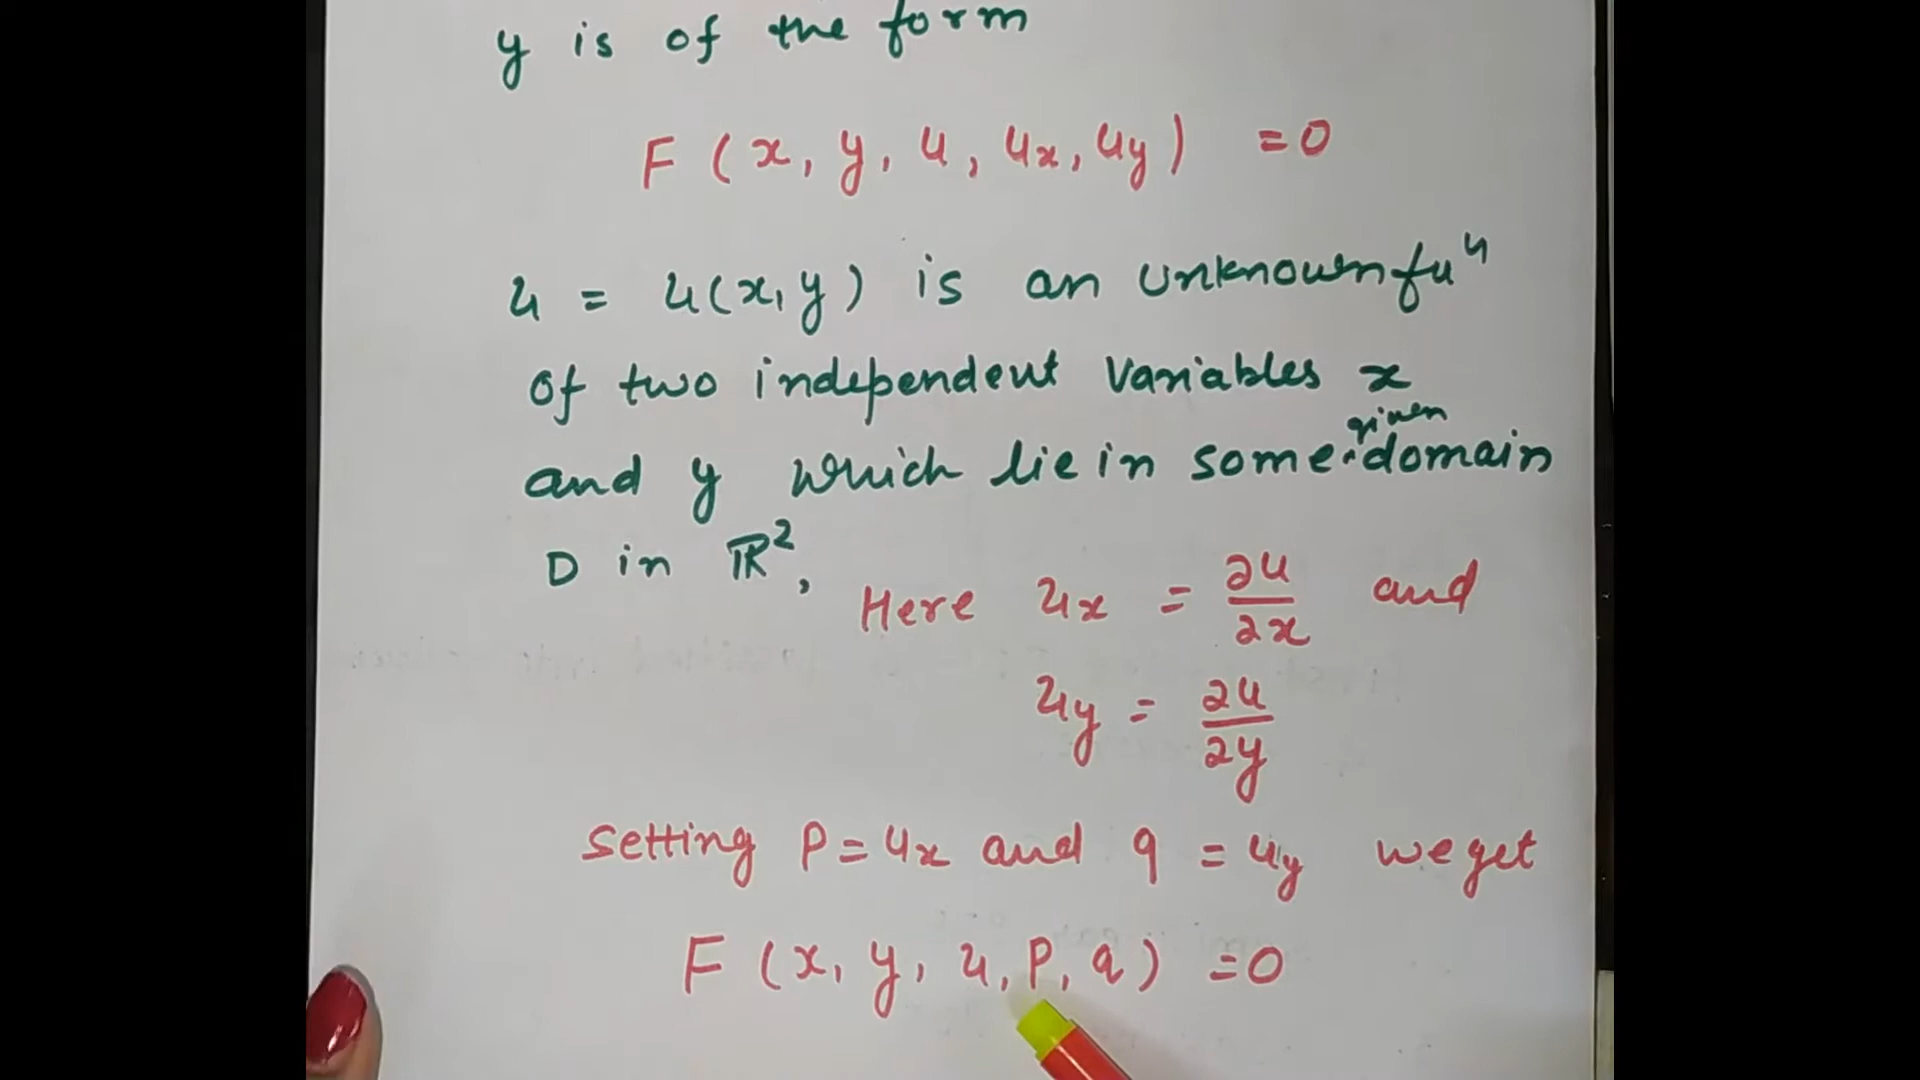 y is of the form
F (x, y, u, ux, uy) = 0
u = u(x, y) is an unknown fuⁿ
of two independent variables x
given
and y which lie in some domain
D in ℝ²,
Here ux = ∂u/∂x and
uy = ∂u/∂y
Setting P = ux and q = uy we get
F (x, y, u, P, q) = 0